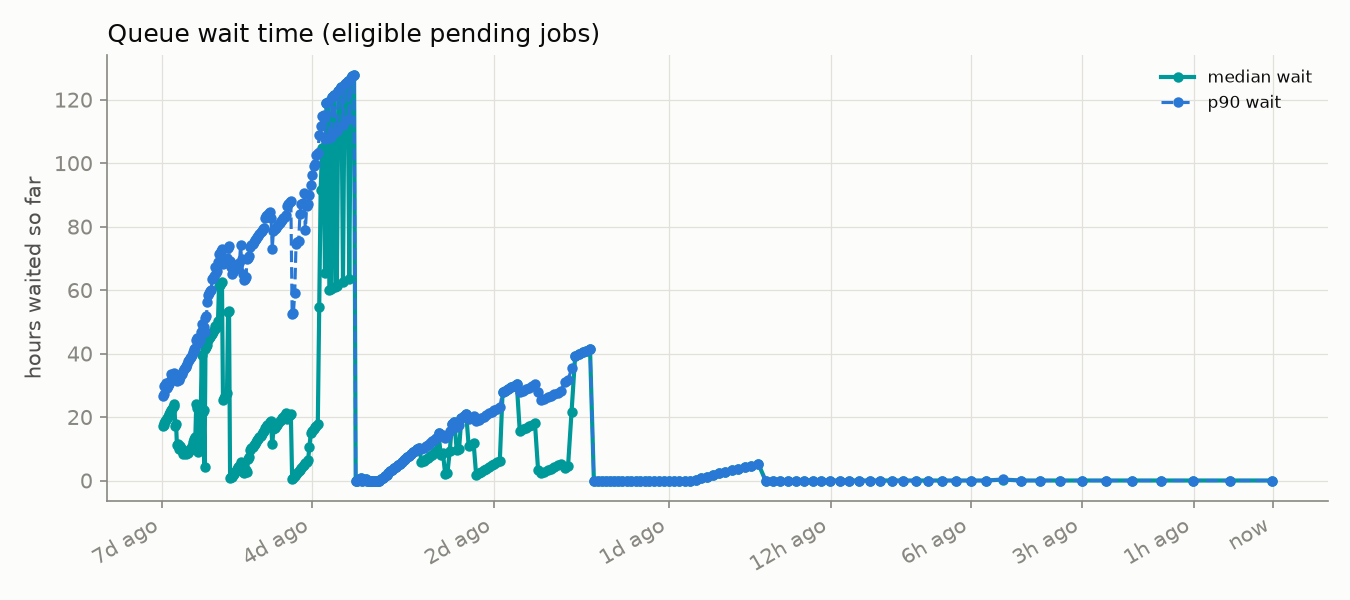 Queue wait time (eligible pending jobs)
median wait
p90 wait
hours waited so far
120
100
80
60
40
20
0
7d ago
4d ago
2d ago
1d ago
12h ago
6h ago
3h ago
1h ago
now